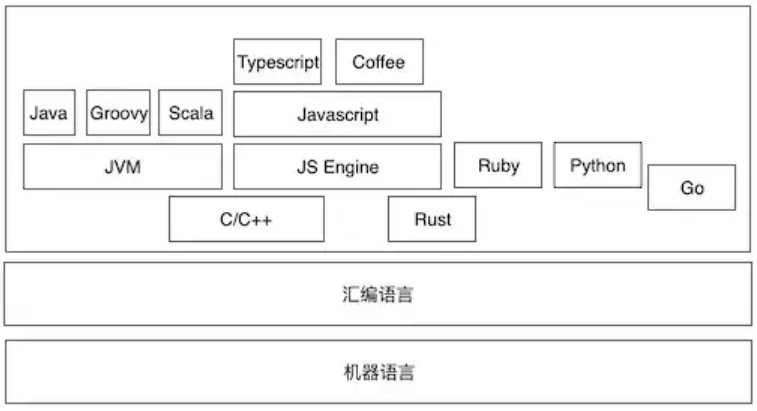 Typescript
Coffee
Java
Groovy
Scala
Javascript
JVM
JS Engine
Ruby
Python
Go
C/C++
Rust
汇编语言
机器语言